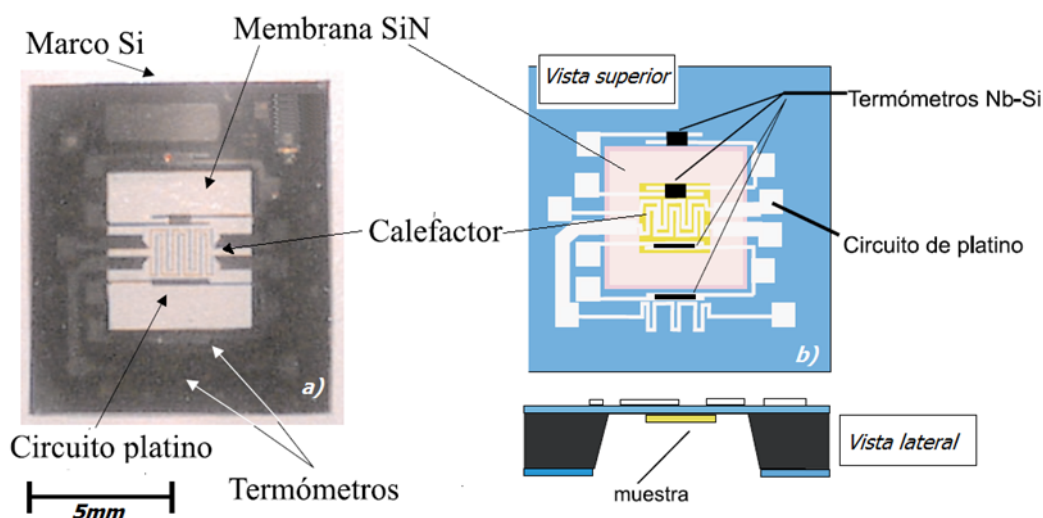 Marco Si
Membrana SiN
Vista superior
Termómetros Nb-Si
Calefactor
Circuito de platino
a)
b)
Circuito platino
Termómetros
5mm
Vista lateral
muestra